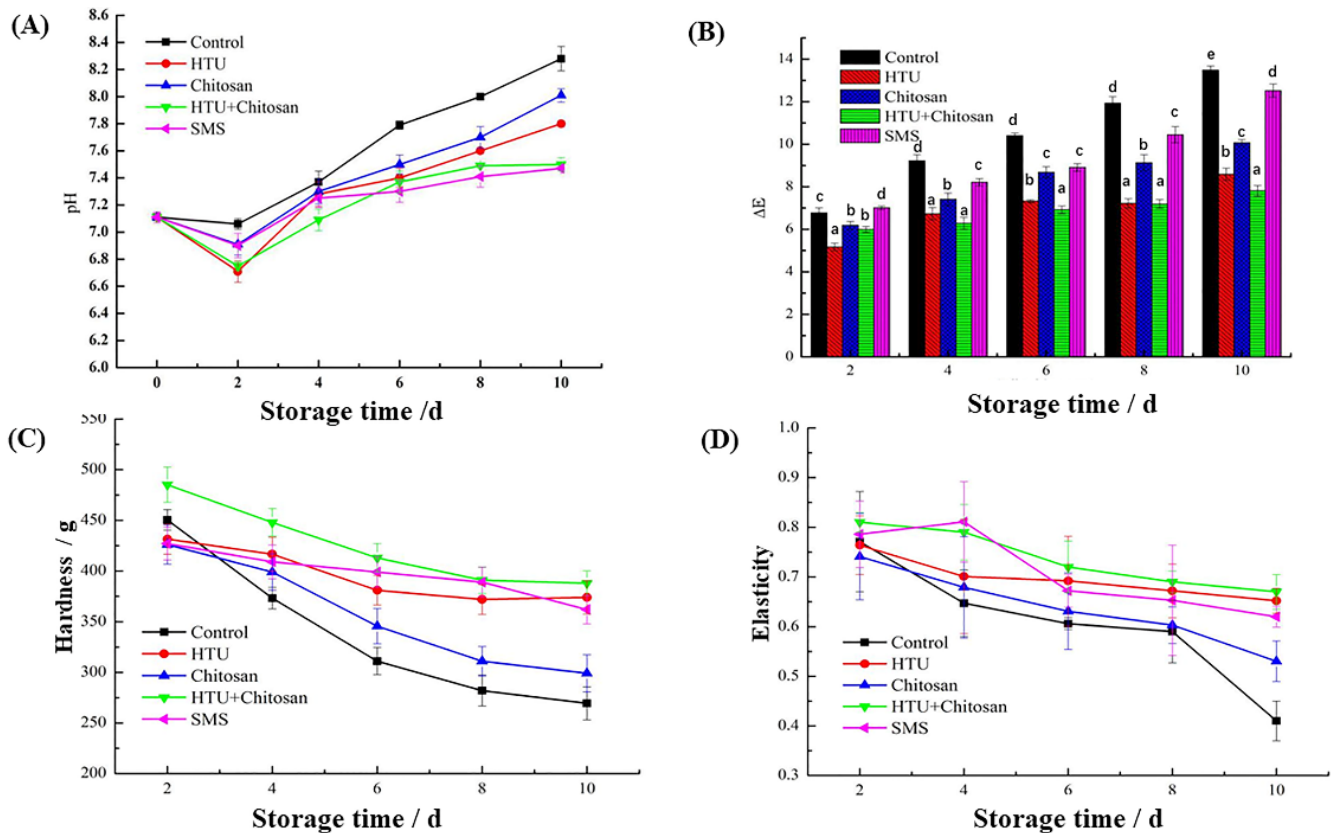 (A)
8.6
8.4
8.2
8.0
7.8
7.6
7.4
7.2
7.0
6.8
6.6
6.4
6.2
6.0
pH
Control
HTU
Chitosan
HTU+Chitosan
SMS
0 2 4 6 8 10
Storage time /d
(B)
14
12
10
8
6
4
2
0
ΔE
Control
HTU
Chitosan
HTU+Chitosan
SMS
c a b b d
d a b a c
d b c a c
d a b a c
e b c a d
2 4 6 8 10
Storage time / d
(C)
550
500
450
400
350
300
250
200
Hardness / g
Control
HTU
Chitosan
HTU+Chitosan
SMS
2 4 6 8 10
Storage time / d
(D)
1.0
0.9
0.8
0.7
0.6
0.5
0.4
0.3
Elasticity
Control
HTU
Chitosan
HTU+Chitosan
SMS
2 4 6 8 10
Storage time / d